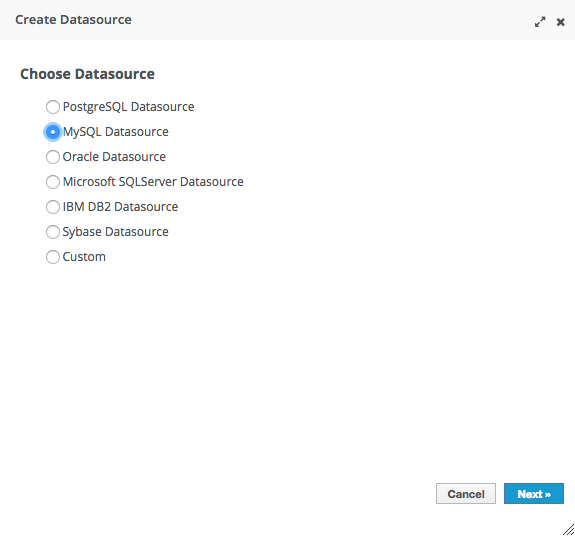 Create Datasource
Choose Datasource
PostgreSQL Datasource
MySQL Datasource
Oracle Datasource
Microsoft SQLServer Datasource
IBM DB2 Datasource
Sybase Datasource
Custom
Cancel
Next »